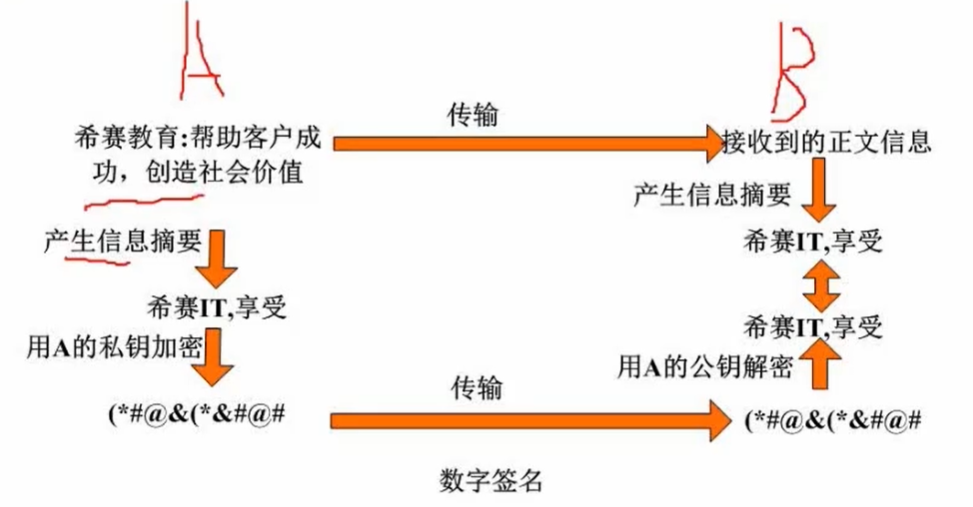 A
B
传输
希赛教育:帮助客户成
功，创造社会价值
接收到的正文信息
产生信息摘要
产生信息摘要
希赛IT,享受
希赛IT,享受
希赛IT,享受
用A的私钥加密
用A的公钥解密
传输
(*#@&(*&#@#
(*#@&(*&#@#
数字签名